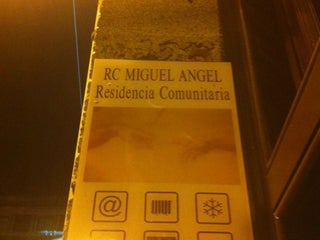 RC MIGUEL ANGEL
Residencia Comunitaria
@